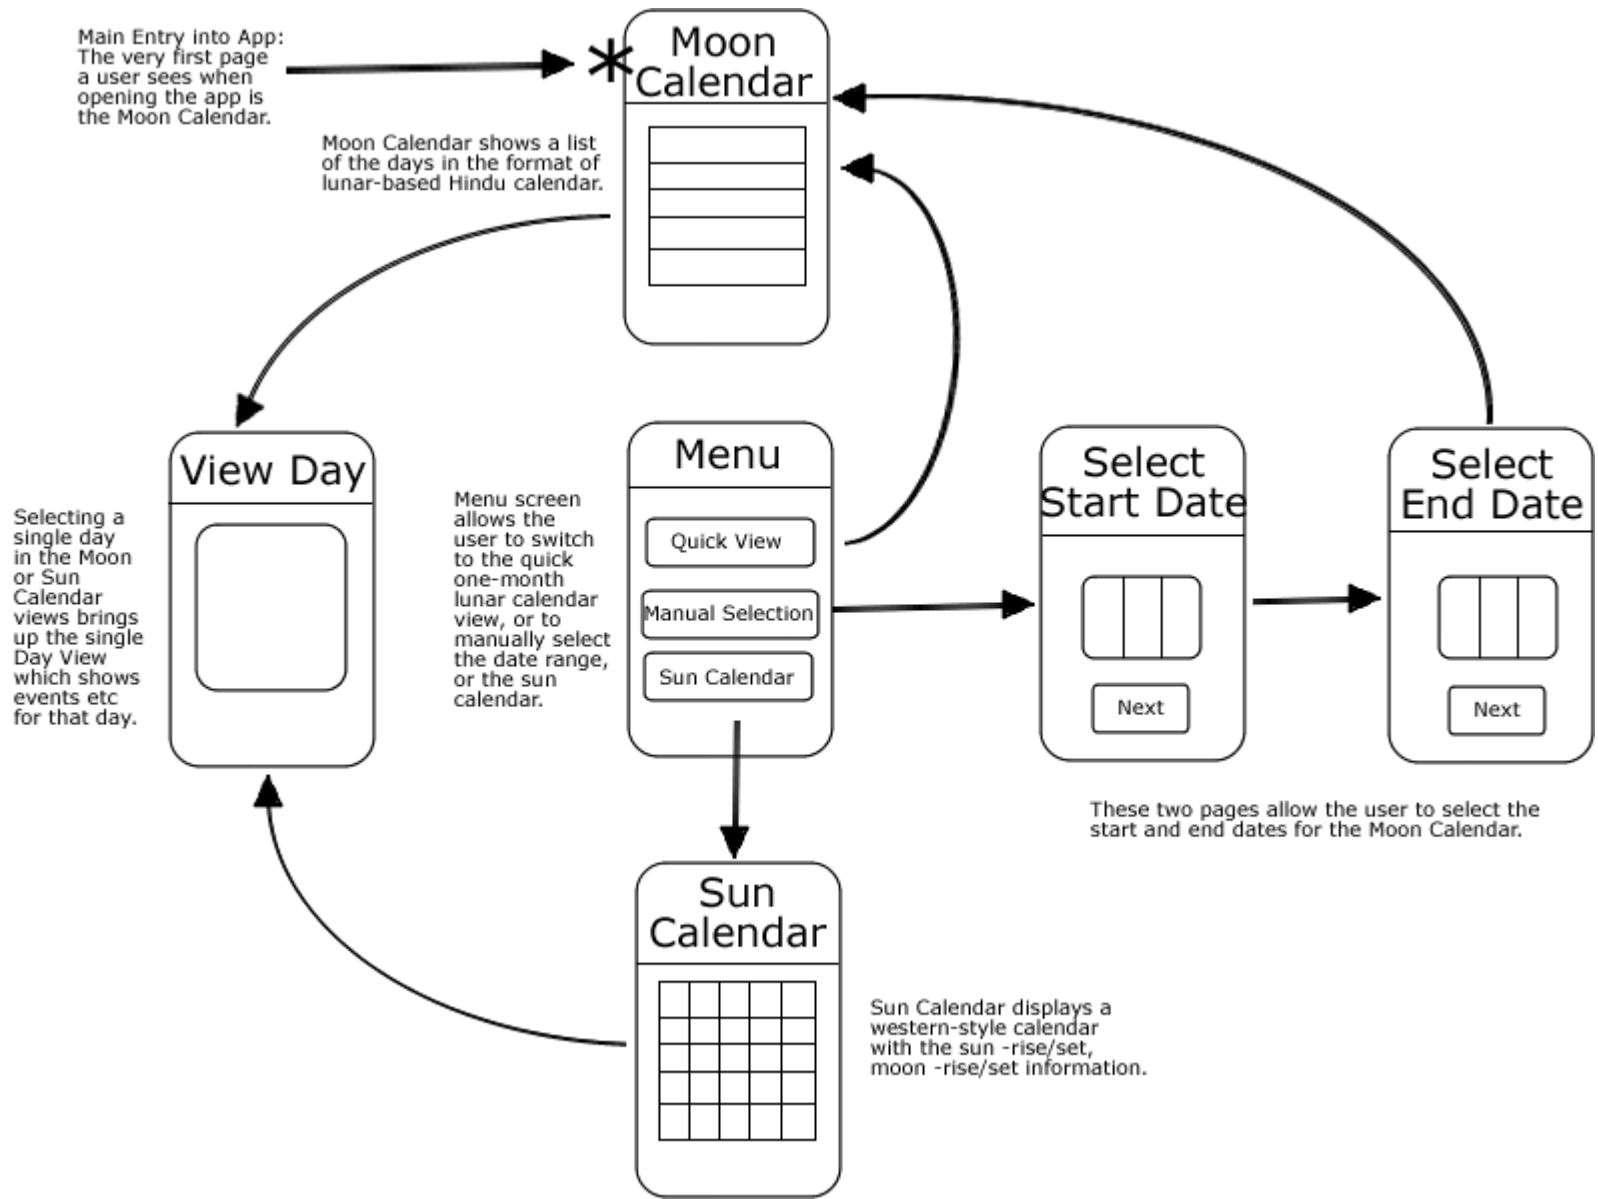 Main Entry into App:
The very first page
a user sees when
opening the app is
the Moon Calendar.
*
Moon
Calendar
Moon Calendar shows a list
of the days in the format of
lunar-based Hindu calendar.
View Day
Selecting a
single day
in the Moon
or Sun
Calendar
views brings
up the single
Day View
which shows
events etc
for that day.
Menu screen
allows the
user to switch
to the quick
one-month
lunar calendar
view, or to
manually select
the date range,
or the sun
calendar.
Menu
Quick View
Manual Selection
Sun Calendar
Select
Start Date
Next
Select
End Date
Next
These two pages allow the user to select the
start and end dates for the Moon Calendar.
Sun
Calendar
Sun Calendar displays a
western-style calendar
with the sun -rise/set,
moon -rise/set information.